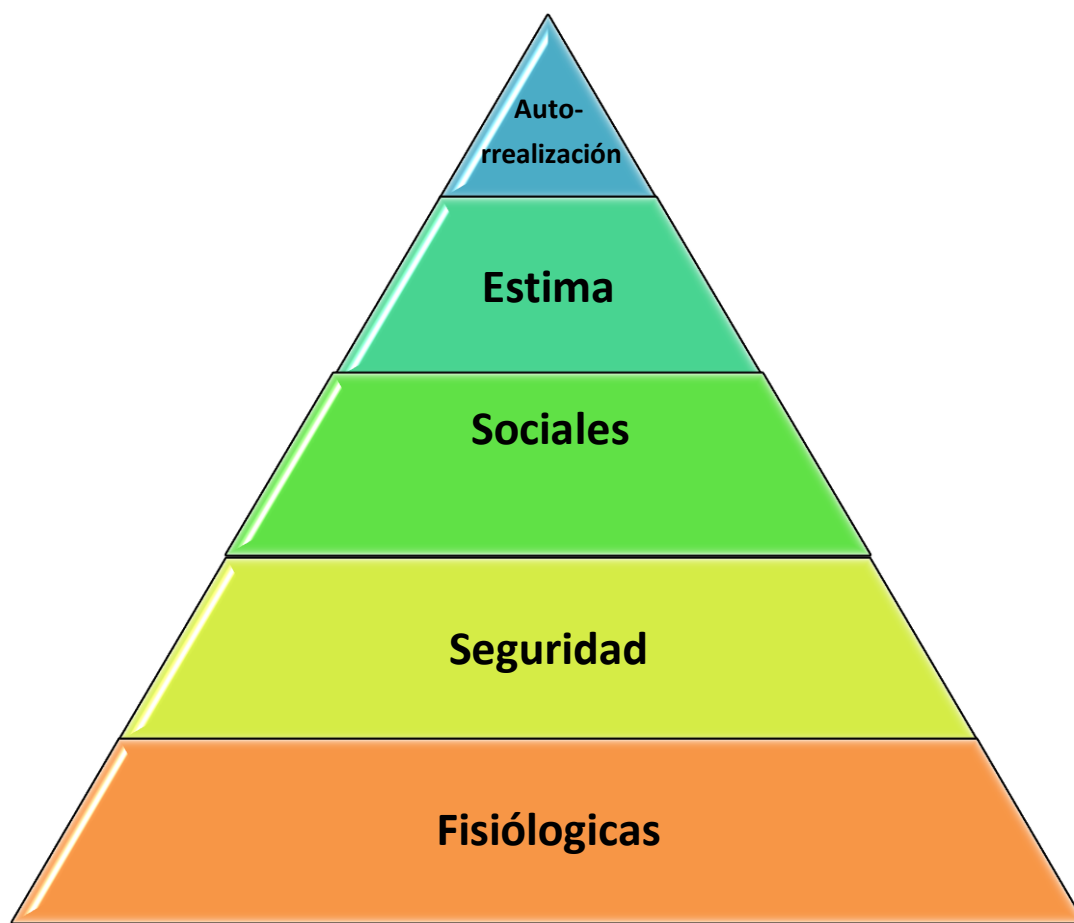 Auto-
rrealización
Estima
Sociales
Seguridad
Fisiólogicas